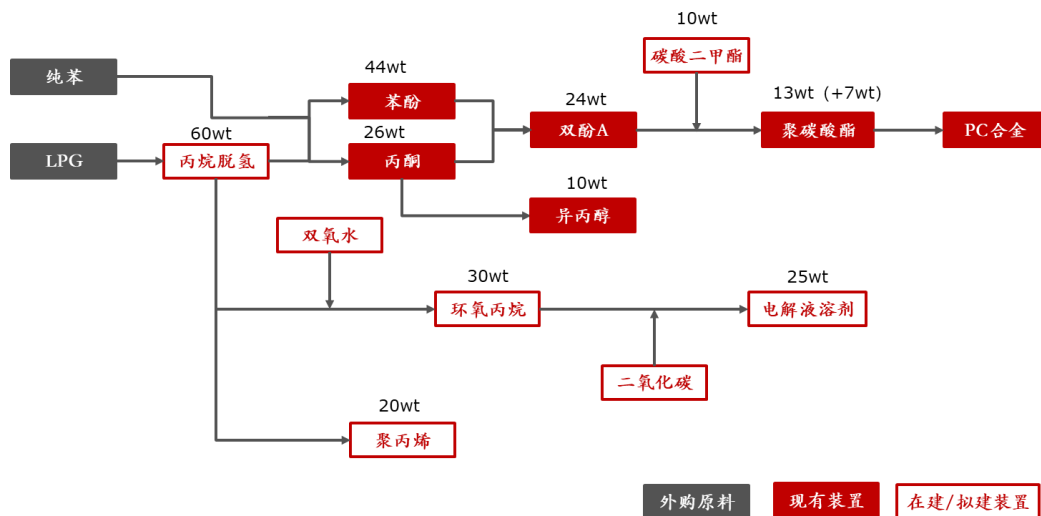 10wt
碳酸二甲酯
纯苯
44wt
苯酚
24wt
双酚A
13wt (+7wt)
聚碳酸酯
PC合金
LPG
60wt
丙烷脱氢
26wt
丙酮
10wt
异丙醇
双氧水
30wt
环氧丙烷
25wt
电解液溶剂
二氧化碳
20wt
聚丙烯
外购原料
现有装置
在建/拟建装置